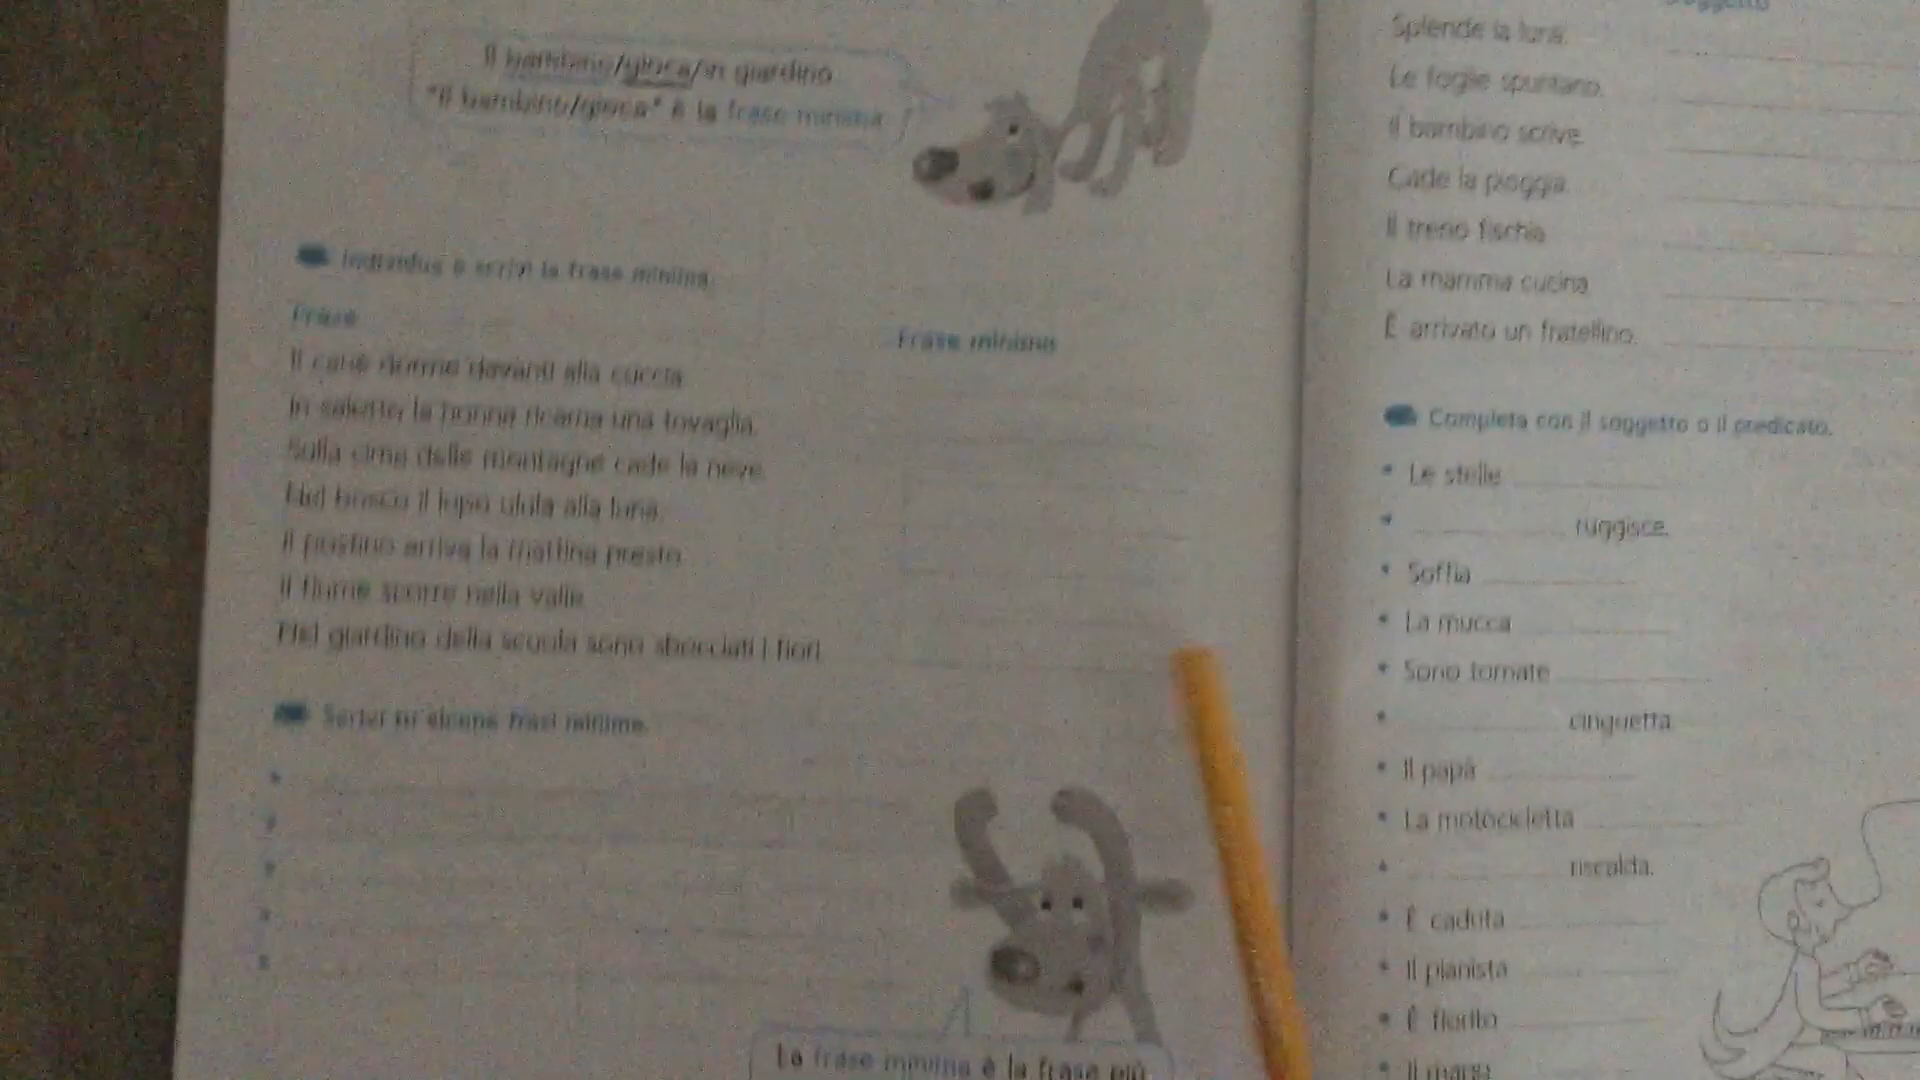 Il bambino/gioca/in giardino
"Il bambino/gioca" è la frase minima
Individua e scrivi la frase minima.
Frase
Frase minima
Il cane dorme davanti alla cuccia.
In salotto, la nonna ricama una tovaglia.
Sulla cima delle montagne cade la neve.
Nel bosco il lupo ulula alla luna.
Il postino arriva la mattina presto.
Il fiume scorre nella valle.
Nel giardino della scuola sono sbocciati i fiori.
Scrivi tu alcune frasi minime.
La frase minima è la frase più
Soggetto
Splende la luna.
Le foglie spuntano.
Il bambino scrive.
Cade la pioggia.
Il treno fischia.
La mamma cucina.
È arrivato un fratellino.
Completa con il soggetto o il predicato.
Le stelle
ruggisce.
Soffia
La mucca
Sono tornate
cinguetta.
Il papà
La motocicletta
riscalda.
È caduta
Il pianista
È fiorito
Il